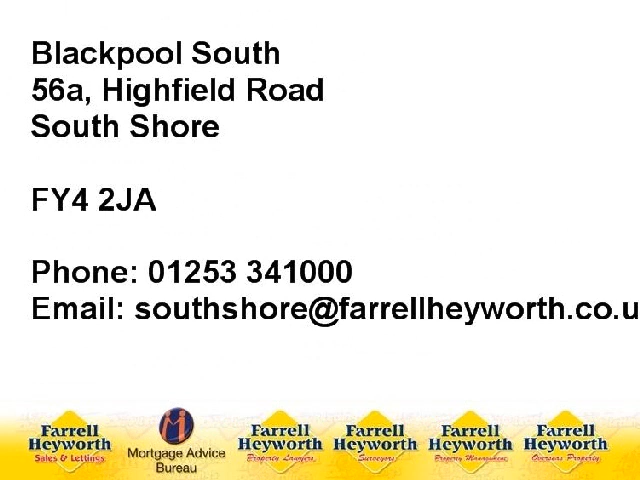 Blackpool South
56a, Highfield Road
South Shore
FY4 2JA
Phone: 01253 341000
Email: southshore@farrellheyworth.co.u
Farrell
Heyworth
Sales & Lettings
Mortgage Advice
Bureau
Farrell
Heyworth
Property Lawyers
Farrell
Heyworth
Surveyors
Farrell
Heyworth
Property Management
Farrell
Heyworth
Overseas Property